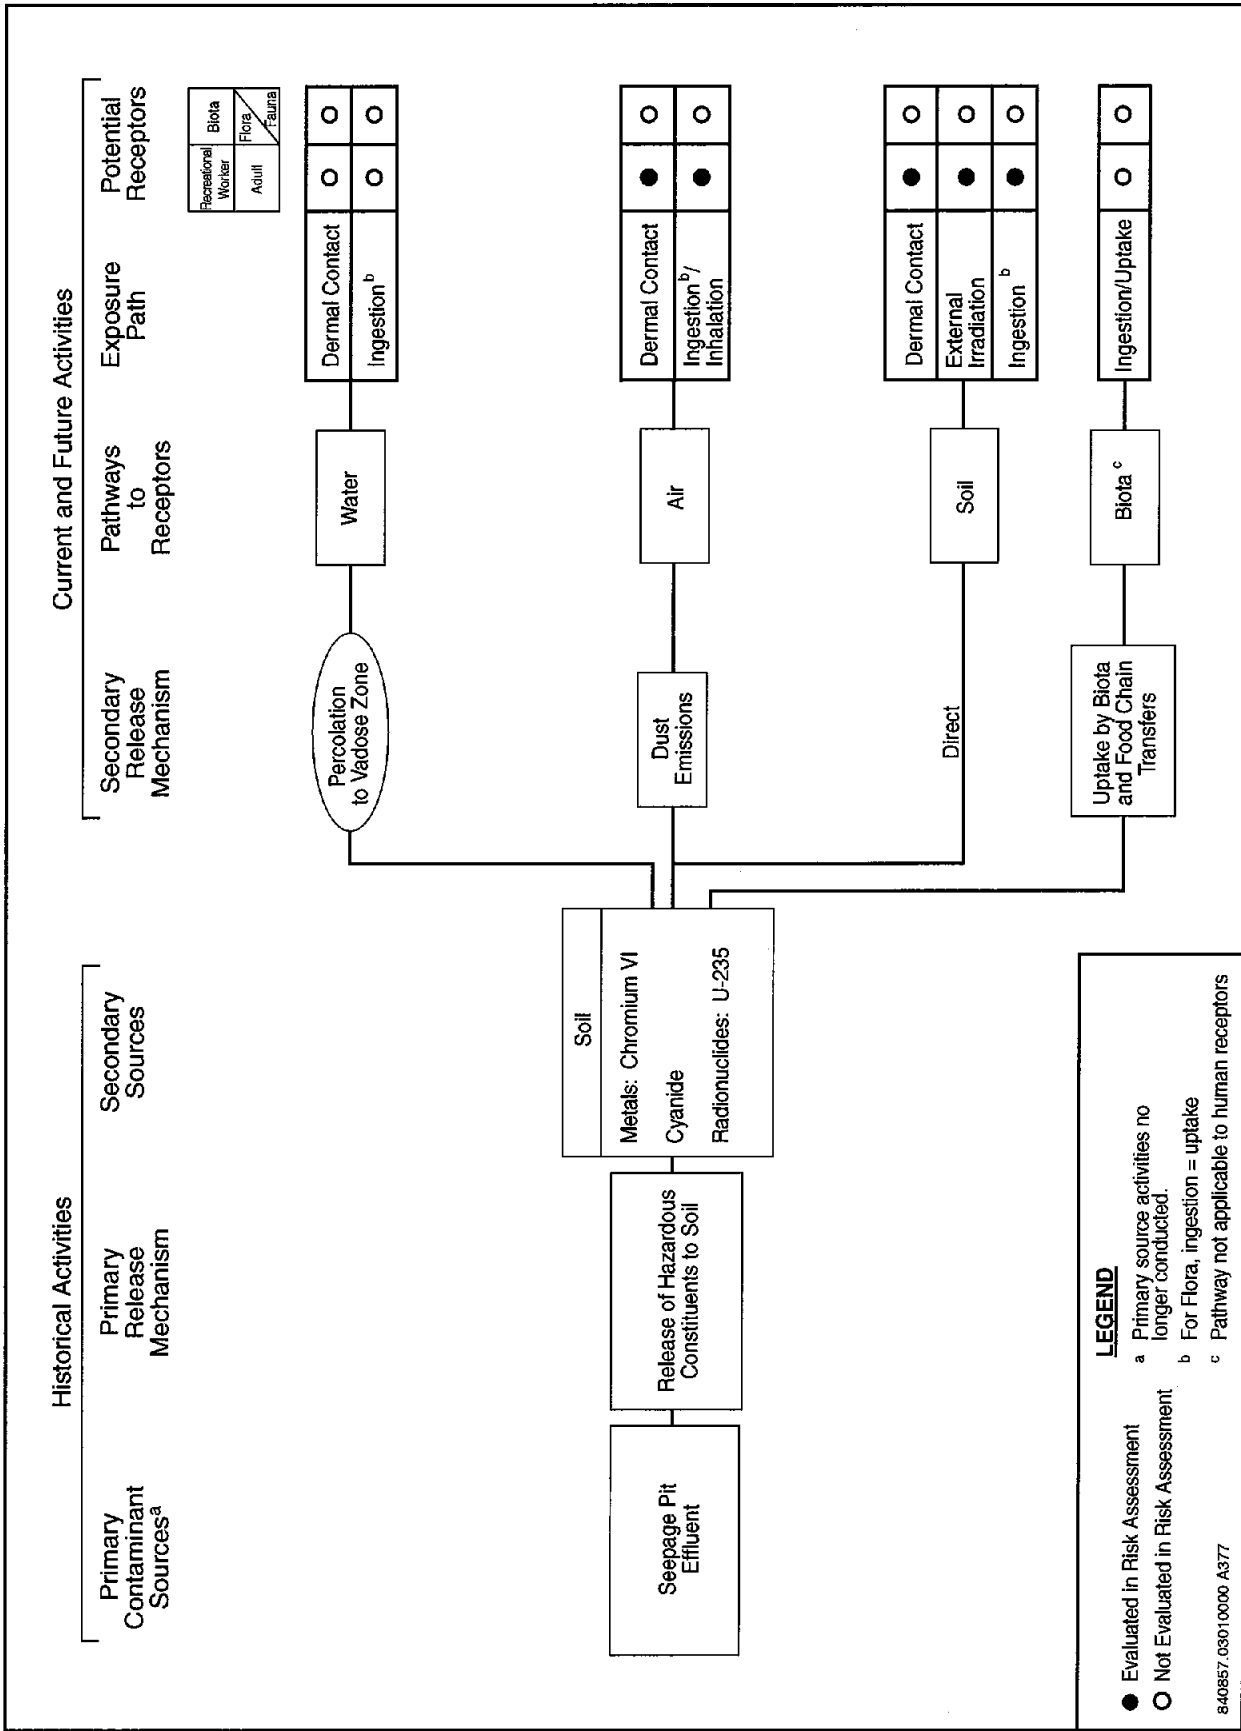 Historical Activities
Current and Future Activities
Primary
Contaminant
Sourcesa
Primary
Release
Mechanism
Secondary
Sources
Secondary
Release
Mechanism
Pathways
to
Receptors
Exposure
Path
Potential
Receptors
Recreational
Worker
Biota
Adult
Flora
Fauna
Seepage Pit
Effluent
Release of Hazardous
Constituents to Soil
Soil
Metals: Chromium VI
Cyanide
Radionuclides: U-235
Percolation
to Vadose Zone
Water
Dermal Contact
Ingestion b
Dust
Emissions
Air
Dermal Contact
Ingestion b/
Inhalation
Direct
Soil
Dermal Contact
External
Irradiation
Ingestion b
Uptake by Biota
and Food Chain
Transfers
Biota c
Ingestion/Uptake
LEGEND
● Evaluated in Risk Assessment
○ Not Evaluated in Risk Assessment
a Primary source activities no
longer conducted.
b For Flora, ingestion = uptake
c Pathway not applicable to human receptors
840857.03010000 A377